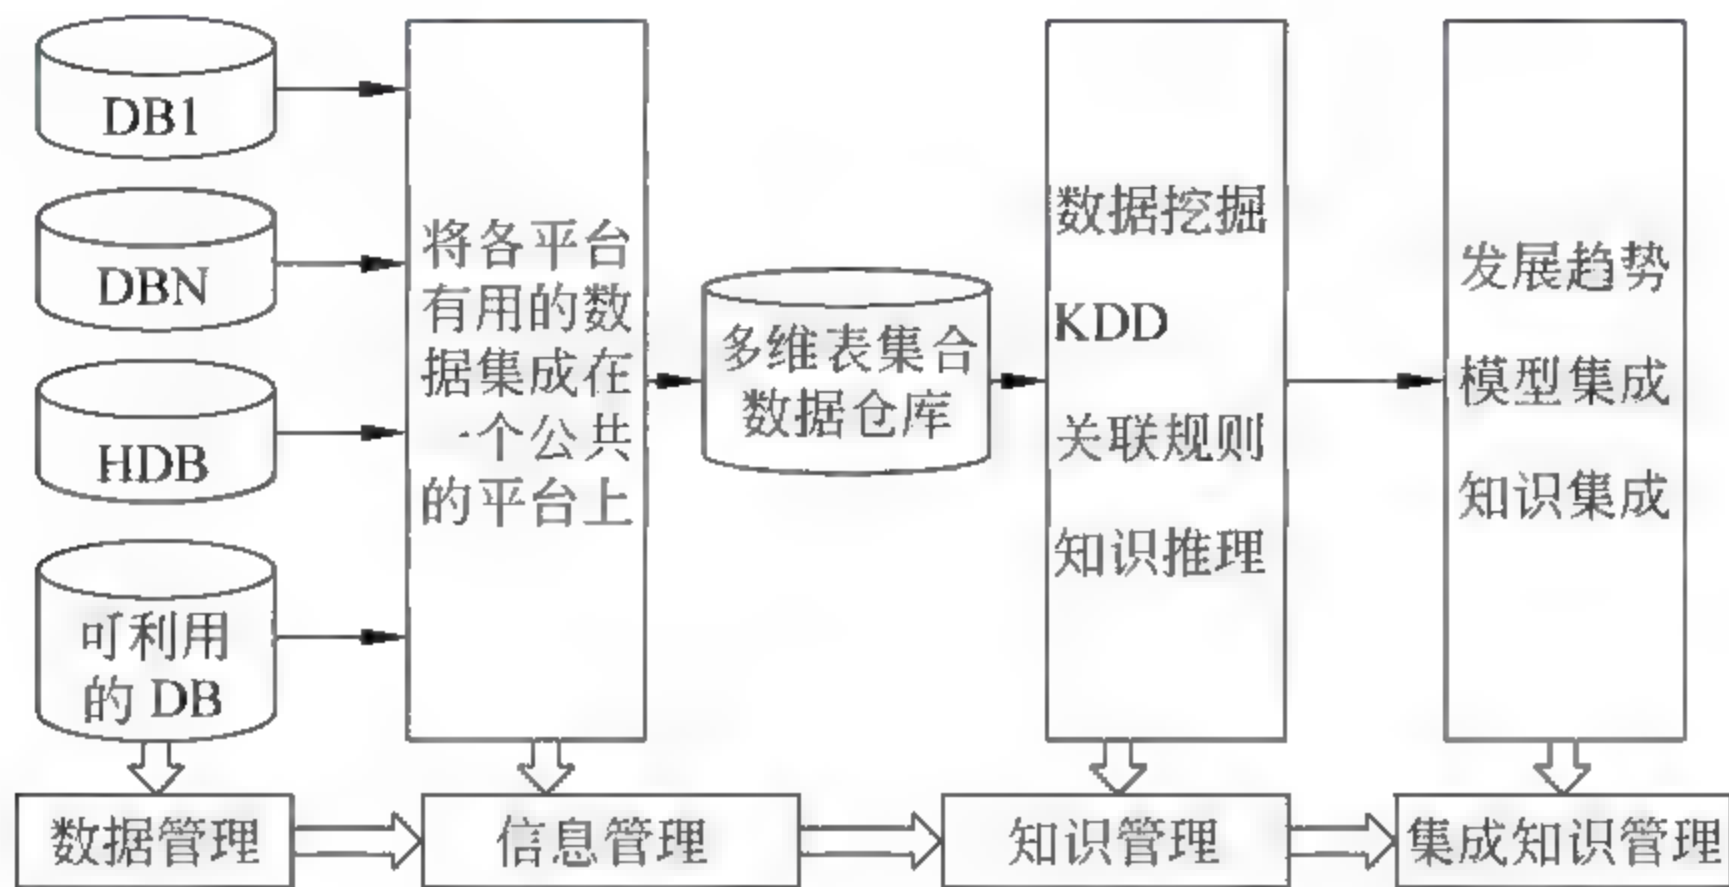 DB1
DBN
HDB
可利用
的 DB
将各平台
有用的数
据集成在
一个公共
的平台上
多维表集合
数据仓库
数据挖掘
KDD
关联规则
知识推理
发展趋势
模型集成
知识集成
数据管理
信息管理
知识管理
集成知识管理